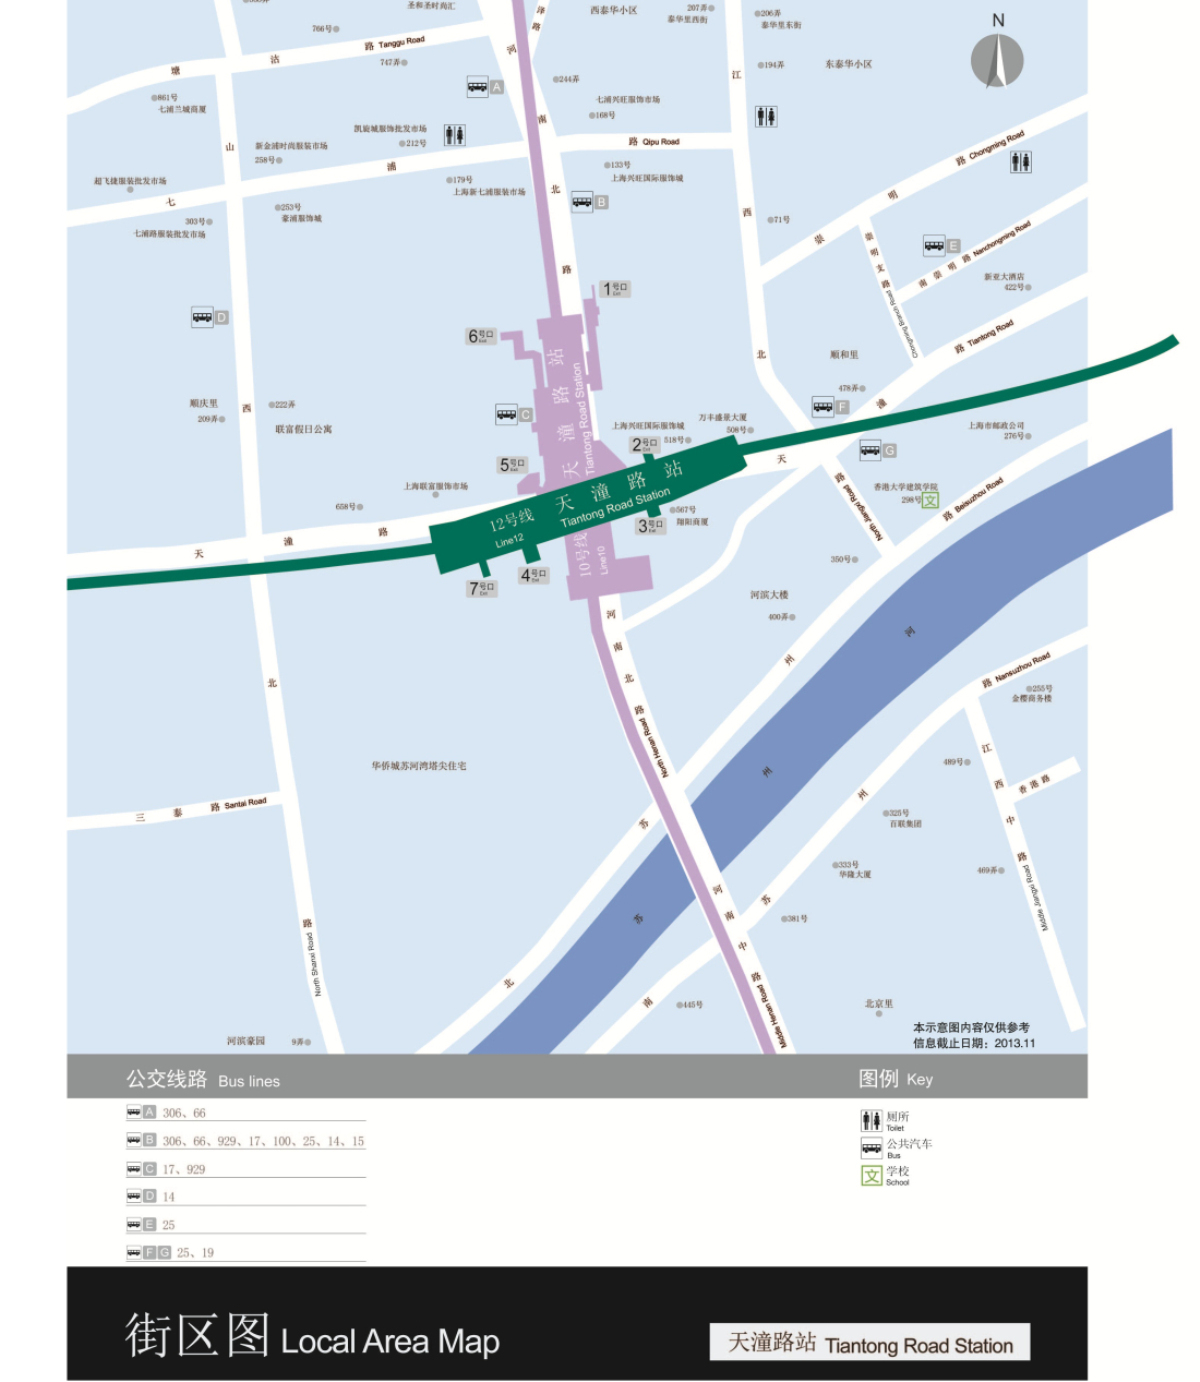 圣和圣时尚汇
西泰华小区
207弄
泰华里西街
206弄
泰华里东街
N
766号
路 Tanggu Road
沽
塘
747弄
河
泽
路
244弄
江
194弄
东泰华小区
A
861号
七浦兰城商厦
七浦兴旺服饰市场
168号
南
凯旋城服饰批发市场
212号
山
新金浦时尚服装市场
258号
浦
路 Qipu Road
路 Chongming Road
133号
上海兴旺国际服饰城
179号
上海新七浦服装市场
超飞捷服装批发市场
北
B
七
253号
豪浦服饰城
303号
七浦路服装批发市场
西
71号
明
崇
崇明支路 Chongming Branch Road
E
南崇明路 Nanchongming Road
新亚大酒店
422号
路
1号口
Exit
D
6号口
Exit
天潼路站
Tiantong Road Station
路 Tiantong Road
北
顺和里
478弄
潼
F
顺庆里
209弄
西
222弄
联富假日公寓
C
上海兴旺国际服饰城
518号
万丰盛亚大厦
508号
2号口
Exit
天
G
上海市邮政公司
276号
5号口
Exit
上海联富服饰市场
658号
香港大学建筑学院
298号
文
路 Beisuzhou Road
路 North Jiangxi Road
12号线
Line12
天潼路站
Tiantong Road Station
567号
翔阳商厦
3号口
Exit
天
潼
路
10号线
Line10
4号口
Exit
7号口
Exit
350号
河滨大楼
400弄
河
南
北
路 North Henan Road
河
州
北
州
路 Nansuzhou Road
255号
金樱商务楼
华侨城苏河湾塔尖住宅
489号
江
西
中
路 Middle Jiangxi Road
香港路
州
三
泰
路 Santai Road
苏
325号
百联集团
333号
华隆大厦
469弄
苏
河
南
中
路 Middle Henan Road
苏
381号
路 North Shanxi Road
北
南
445号
北京里
河滨豪园
9弄
本示意图内容仅供参考
信息截止日期：2013.11
公交线路 Bus lines
图例 Key
A 306、66
B 306、66、929、17、100、25、14、15
C 17、929
D 14
E 25
F G 25、19
厕所
Toilet
公共汽车
Bus
文 学校
School
街区图 Local Area Map
天潼路站 Tiantong Road Station